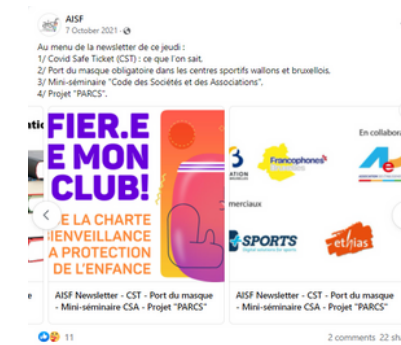 AISF
7 October 2021 ·
Au menu de la newsletter de ce jeudi :
1/ Covid Safe Ticket (CST) : ce que l'on sait.
2/ Port du masque obligatoire dans les centres sportifs wallons et bruxellois.
3/ Mini-séminaire "Code des Sociétés et des Associations".
4/ Projet "PARCS".
FIER.E
E MON
CLUB!
E LA CHARTE
IENVEILLANCE
A PROTECTION
DE L'ENFANCE
En collabora
Francophones
merciaux
-SPORTS
ethias
e
AISF Newsletter - CST - Port du masque
- Mini-séminaire CSA - Projet "PARCS"
AISF Newsletter - CST - Port du masque
- Mini-séminaire CSA - Projet "PARCS"
11
2 comments 22 sh